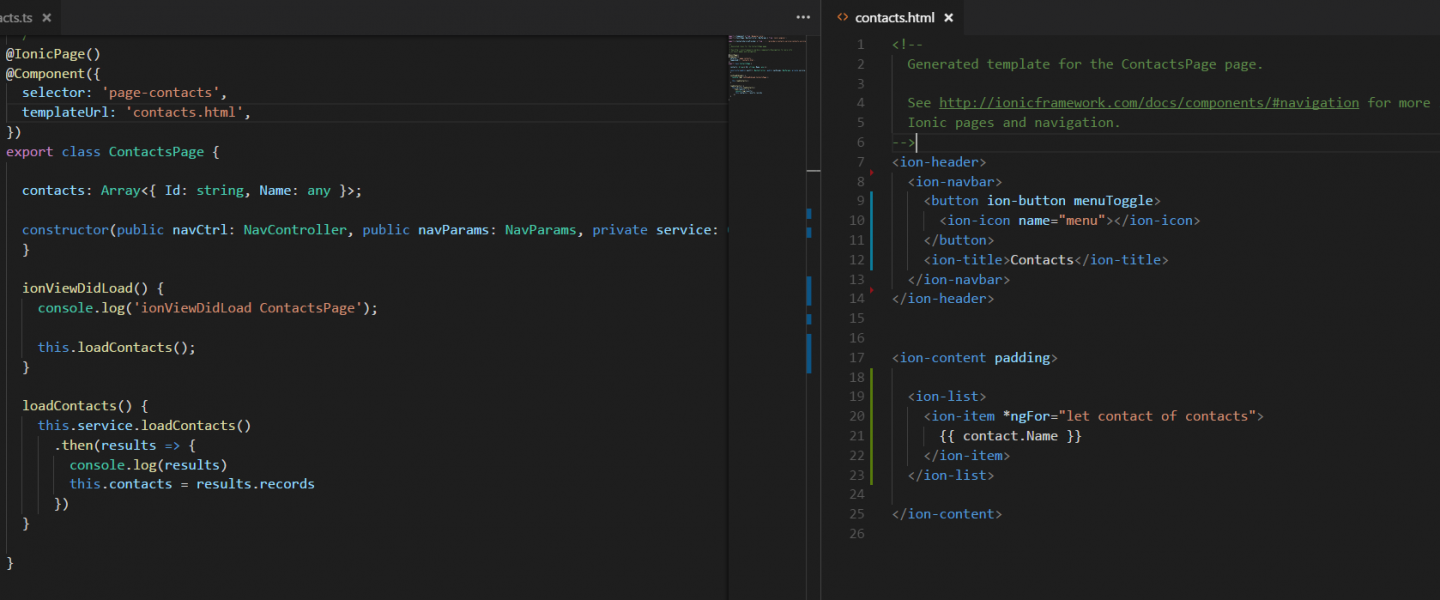 acts.ts ×
@IonicPage()
@Component({
  selector: 'page-contacts',
  templateUrl: 'contacts.html',
})
export class ContactsPage {
  contacts: Array<{ Id: string, Name: any }>;
  constructor(public navCtrl: NavController, public navParams: NavParams, private service:
  }
  ionViewDidLoad() {
    console.log('ionViewDidLoad ContactsPage');
    this.loadContacts();
  }
  loadContacts() {
    this.service.loadContacts()
      .then(results => {
        console.log(results)
        this.contacts = results.records
      })
  }
}
<> contacts.html ×
1 <!--
2   Generated template for the ContactsPage page.
3
4   See http://ionicframework.com/docs/components/#navigation for more
5   Ionic pages and navigation.
6 -->
7 <ion-header>
8   <ion-navbar>
9     <button ion-button menuToggle>
10       <ion-icon name="menu"></ion-icon>
11     </button>
12     <ion-title>Contacts</ion-title>
13   </ion-navbar>
14 </ion-header>
15
16
17 <ion-content padding>
18
19   <ion-list>
20     <ion-item *ngFor="let contact of contacts">
21       {{ contact.Name }}
22     </ion-item>
23   </ion-list>
24
25 </ion-content>
26